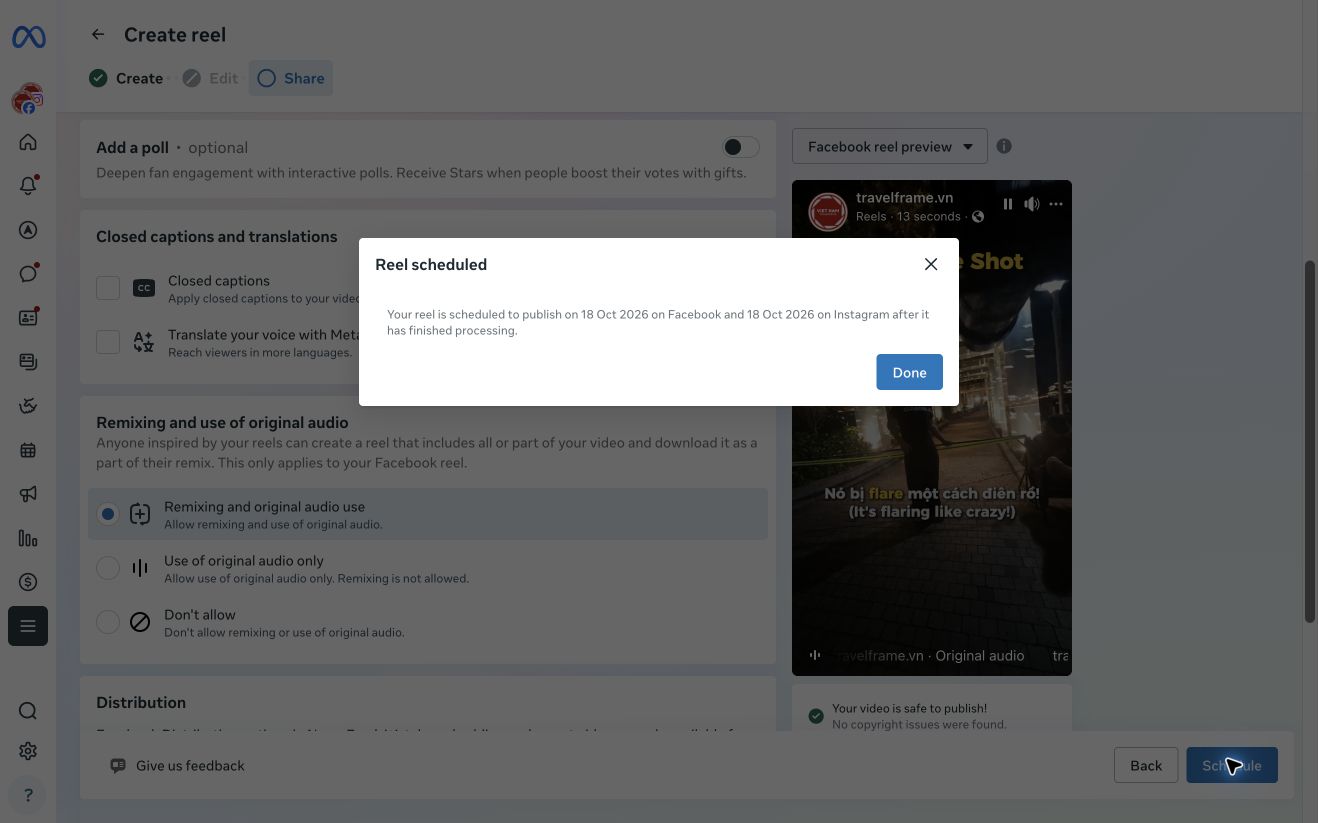 Create reel
Create
Edit
Share
Add a poll · optional
Deepen fan engagement with interactive polls. Receive Stars when people boost their votes with gifts.
Closed captions and translations
CC
Closed captions
Apply closed captions to your video
Translate your voice with Meta
Reach viewers in more languages.
Remixing and use of original audio
Anyone inspired by your reels can create a reel that includes all or part of your video and download it as a
part of their remix. This only applies to your Facebook reel.
Remixing and original audio use
Allow remixing and use of original audio.
Use of original audio only
Allow use of original audio only. Remixing is not allowed.
Don't allow
Don't allow remixing or use of original audio.
Distribution
Reel scheduled
Your reel is scheduled to publish on 18 Oct 2026 on Facebook and 18 Oct 2026 on Instagram after it
has finished processing.
Done
Facebook reel preview
travelframe.vn
Reels · 13 seconds ·
VIET NAM
Shot
Nó bị flare một cách điên rồ!
(It's flaring like crazy!)
ravelframe.vn · Original audio tra
Your video is safe to publish!
No copyright issues were found.
Give us feedback
Back
Schedule